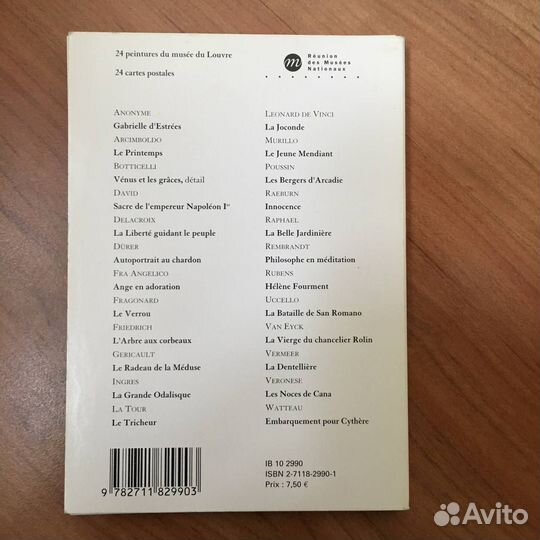 24 peintures du musée du Louvre
24 cartes postales
m
Réunion
des Musées
Nationaux
ANONYME
Gabrielle d'Estrées
ARCIMBOLDO
Le Printemps
BOTTICELLI
Vénus et les grâces, détail
DAVID
Sacre de l'empereur Napoléon Ier
DELACROIX
La Liberté guidant le peuple
DÜRER
Autoportrait au chardon
FRA ANGELICO
Ange en adoration
FRAGONARD
Le Verrou
FRIEDRICH
L'Arbre aux corbeaux
GERICAULT
Le Radeau de la Méduse
INGRES
La Grande Odalisque
LA TOUR
Le Tricheur
LEONARD DE VINCI
La Joconde
MURILLO
Le Jeune Mendiant
POUSSIN
Les Bergers d'Arcadie
RAEBURN
Innocence
RAPHAEL
La Belle Jardinière
REMBRANDT
Philosophe en méditation
RUBENS
Hélène Fourment
UCCELLO
La Bataille de San Romano
VAN EYCK
La Vierge du chancelier Rolin
VERMEER
La Dentellière
VERONESE
Les Noces de Cana
WATTEAU
Embarquement pour Cythère
9 782711 829903
IB 10 2990
ISBN 2-7118-2990-1
Prix : 7,50 €
Avito